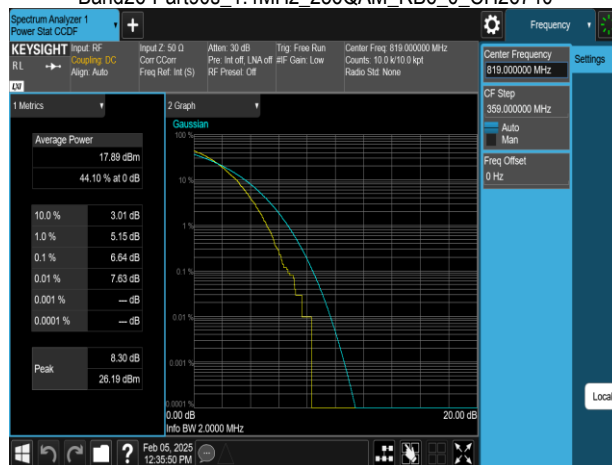 Spectrum Analyzer 1
Power Stat CCDF
Frequency
KEYSIGHT
RL
LXI
Input: RF
Coupling: DC
Align: Auto
Input Z: 50 Ω
Corr CCorr
Freq Ref: Int (S)
Atten: 30 dB
Pre: Int off, LNA off
RF Presel: Off
Trig: Free Run
#IF Gain: Low
Center Freq: 819.000000 MHz
Counts: 10.0 k/10.0 kpt
Radio Std: None
Center Frequency
819.000000 MHz
Settings
CF Step
359.000000 MHz
Auto
Man
Freq Offset
0 Hz
1 Metrics
2 Graph
Gaussian
Average Power
17.89 dBm
44.10 % at 0 dB
10.0 % 3.01 dB
1.0 % 5.15 dB
0.1 % 6.64 dB
0.01 % 7.63 dB
0.001 % --- dB
0.0001 % --- dB
Peak
8.30 dB
26.19 dBm
100 %
10 %
1 %
0.1 %
0.01 %
0.001 %
0.0001 %
0.00 dB
20.00 dB
Info BW 2.0000 MHz
Local
Feb 05, 2025
12:35:50 PM